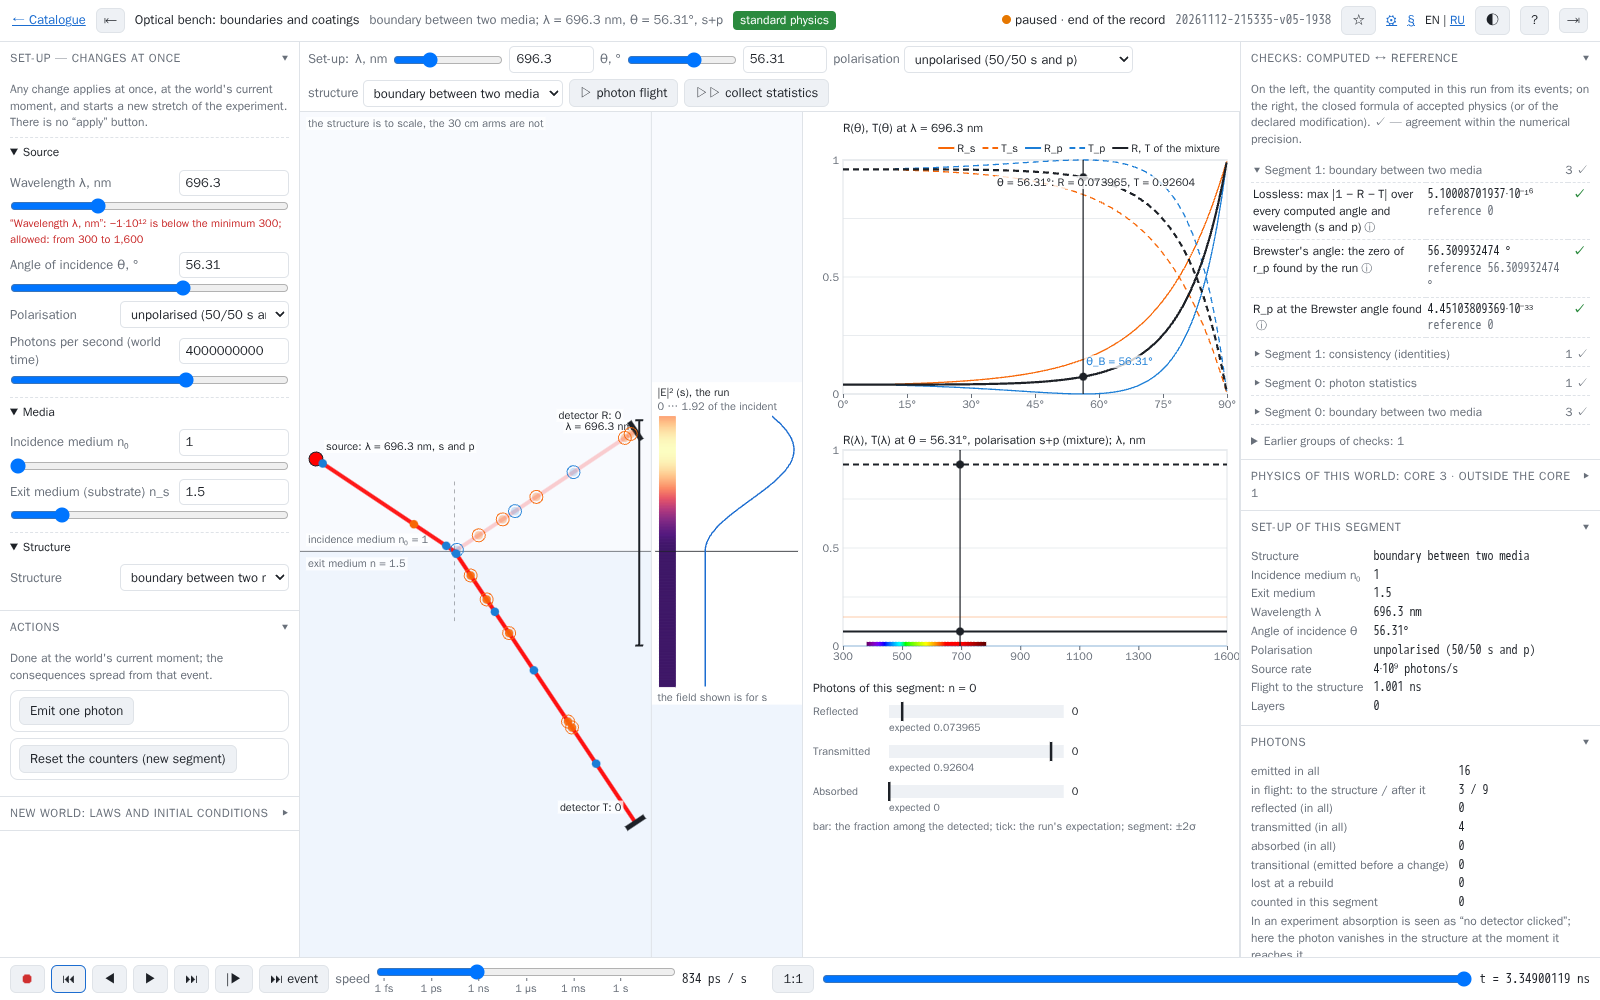 ← Catalogue ⇤ Optical bench: boundaries and coatings boundary between two media; λ = 696.3 nm, θ = 56.31°, s+p standard physics paused · end of the record 20261112-215335-v05-1938 ☆ ⚙ § EN | RU ? ⇥
SET-UP — CHANGES AT ONCE
Any change applies at once, at the world's current
moment, and starts a new stretch of the experiment.
There is no “apply” button.
Source
Wavelength λ, nm 696.3
“Wavelength λ, nm”: −1·10¹² is below the minimum 300;
allowed: from 300 to 1,600
Angle of incidence θ, ° 56.31
Polarisation unpolarised (50/50 s ar
Photons per second (world
time) 4000000000
Media
Incidence medium n₀ 1
Exit medium (substrate) n_s 1.5
Structure
Structure boundary between two r
ACTIONS
Done at the world's current moment; the
consequences spread from that event.
Emit one photon
Reset the counters (new segment)
NEW WORLD: LAWS AND INITIAL CONDITIONS
Set-up: λ, nm 696.3 θ, ° 56.31 polarisation unpolarised (50/50 s and p)
structure boundary between two media ▷ photon flight ▷▷ collect statistics
the structure is to scale, the 30 cm arms are not
detector R: 0
λ = 696.3 nm
source: λ = 696.3 nm, s and p
incidence medium n₀ = 1
exit medium n = 1.5
detector T: 0
|E|² (s), the run
0 ··· 1.92 of the incident
the field shown is for s
R(θ), T(θ) at λ = 696.3 nm
R_s T_s R_p T_p R, T of the mixture
1
θ = 56.31°: R = 0.073965, T = 0.92604
0.5
θ_B = 56.31°
0
0° 15° 30° 45° 60° 75° 90°
R(λ), T(λ) at θ = 56.31°, polarisation s+p (mixture); λ, nm
1
0.5
0
300 500 700 900 1100 1300 1600
Photons of this segment: n = 0
Reflected 0
expected 0.073965
Transmitted 0
expected 0.92604
Absorbed 0
expected 0
bar: the fraction among the detected; tick: the run's expectation; segment: ±2σ
CHECKS: COMPUTED ↔ REFERENCE
On the left, the quantity computed in this run from its events; on
the right, the closed formula of accepted physics (or of the
declared modification). ✓ — agreement within the numerical
precision.
Segment 1: boundary between two media 3 ✓
Lossless: max |1 − R − T| over 5.10008701937·10⁻¹⁶ ✓
every computed angle and reference 0
wavelength (s and p) ⓘ
Brewster's angle: the zero of 56.309932474 ° ✓
r_p found by the run ⓘ reference 56.309932474
°
R_p at the Brewster angle found 4.45103809369·10⁻³³ ✓
ⓘ reference 0
Segment 1: consistency (identities) 1 ✓
Segment 0: photon statistics 1 ✓
Segment 0: boundary between two media 3 ✓
Earlier groups of checks: 1
PHYSICS OF THIS WORLD: CORE 3 · OUTSIDE THE CORE
1
SET-UP OF THIS SEGMENT
Structure boundary between two media
Incidence medium n₀ 1
Exit medium 1.5
Wavelength λ 696.3 nm
Angle of incidence θ 56.31°
Polarisation unpolarised (50/50 s and p)
Source rate 4·10⁹ photons/s
Flight to the structure 1.001 ns
Layers 0
PHOTONS
emitted in all 16
in flight: to the structure / after it 3 / 9
reflected (in all) 0
transmitted (in all) 4
absorbed (in all) 0
transitional (emitted before a change) 0
lost at a rebuild 0
counted in this segment 0
In an experiment absorption is seen as “no detector clicked”;
here the photon vanishes in the structure at the moment it
reaches it.
⏭ event speed 834 ps / s 1:1 t = 3.34900119 ns
1 fs 1 ps 1 ns 1 µs 1 ms 1 s